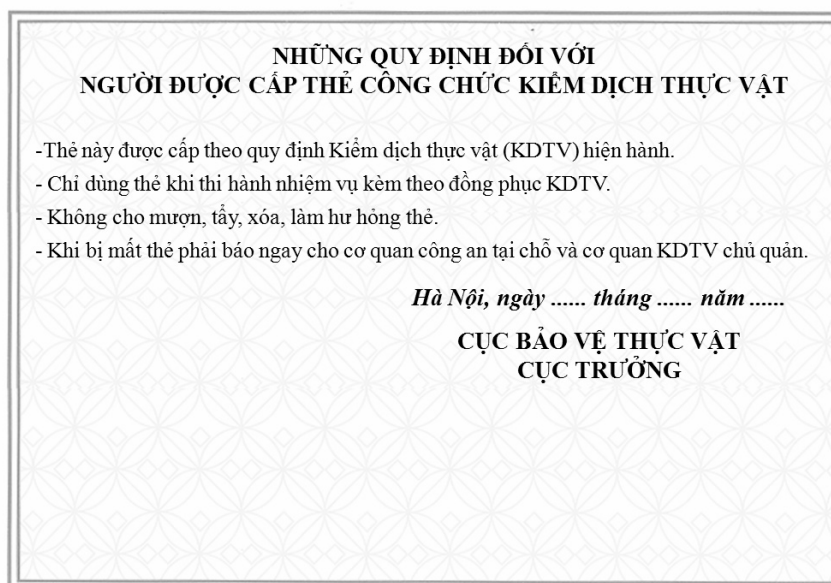 NHỮNG QUY ĐỊNH ĐỐI VỚI
NGƯỜI ĐƯỢC CẤP THẺ CÔNG CHỨC KIỂM DỊCH THỰC VẬT
-Thẻ này được cấp theo quy định Kiểm dịch thực vật (KDTV) hiện hành.
- Chỉ dùng thẻ khi thi hành nhiệm vụ kèm theo đồng phục KDTV.
- Không cho mượn, tẩy, xóa, làm hư hỏng thẻ.
- Khi bị mất thẻ phải báo ngay cho cơ quan công an tại chỗ và cơ quan KDTV chủ quản.
Hà Nội, ngày ...... tháng ...... năm ......
CỤC BẢO VỆ THỰC VẬT
CỤC TRƯỞNG